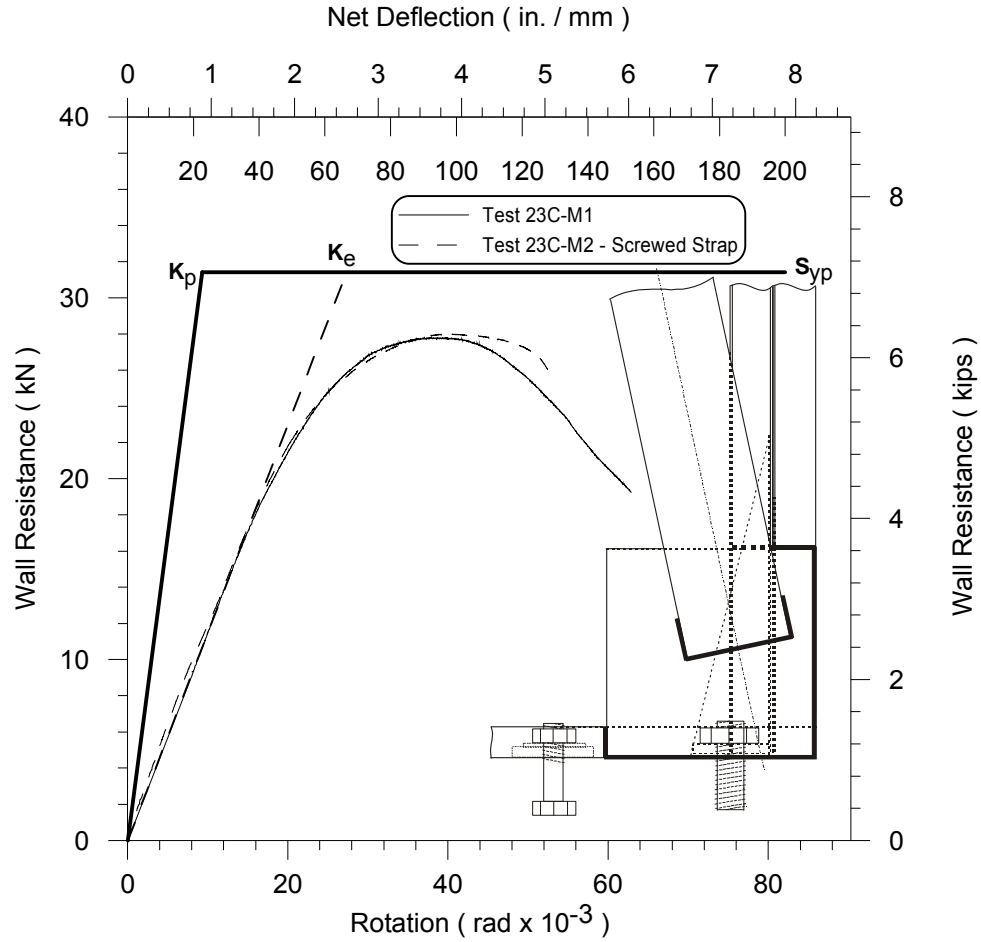 Net Deflection ( in. / mm )
0 1 2 3 4 5 6 7 8
20 40 60 80 100 120 140 160 180 200
Test 23C-M1
Test 23C-M2 - Screwed Strap
Kp
Ke
Syp
40
30
20
10
0
Wall Resistance ( kN )
8
6
4
2
0
Wall Resistance ( kips )
0 20 40 60 80
Rotation ( rad x 10-3 )